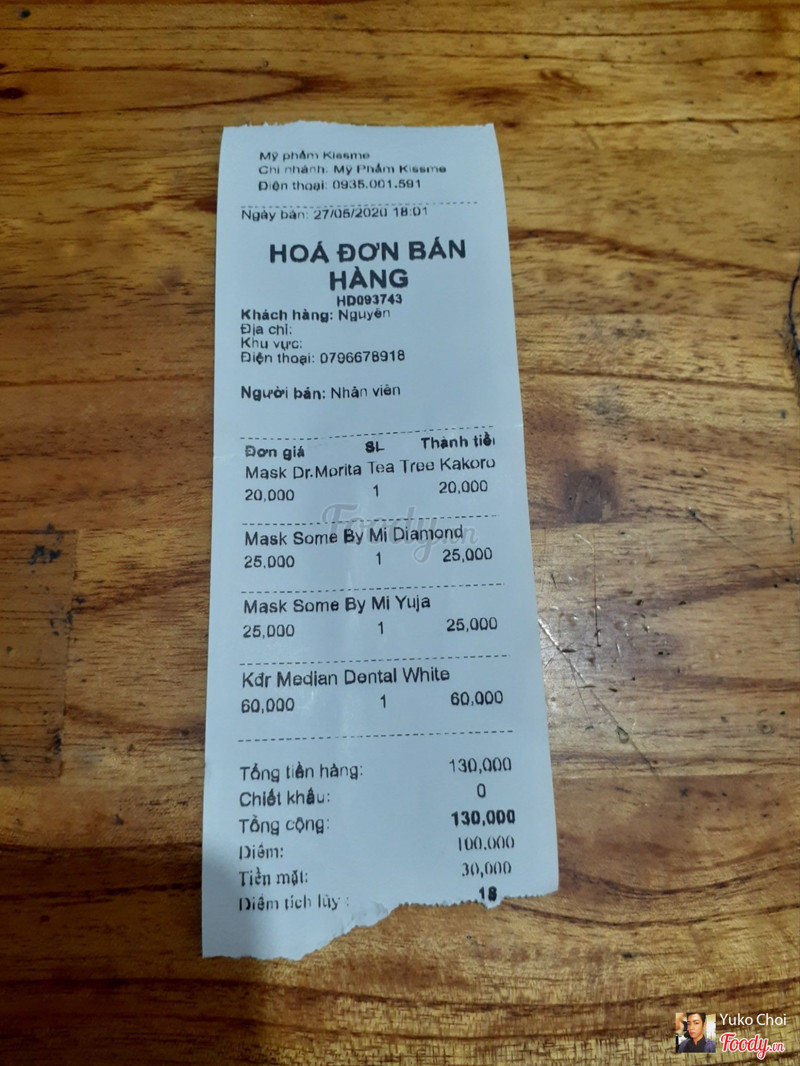 Mỹ phẩm Kissme
Chi nhánh: Mỹ Phẩm Kissme
Điện thoại: 0935.001.591
Ngày bán: 27/05/2020 18:01
HOÁ ĐƠN BÁN
HÀNG
HD093743
Khách hàng: Nguyên
Địa chỉ:
Khu vực:
Điện thoại: 0796678918
Người bán: Nhân viên
Đơn giá SL Thành tiề
Mask Dr.Morita Tea Tree Kakoro
20,000 1 20,000
Mask Some By Mi Diamond
25,000 1 25,000
Mask Some By Mi Yuja
25,000 1 25,000
Kđr Median Dental White
60,000 1 60,000
Tổng tiền hàng: 130,000
Chiết khấu: 0
Tổng cộng: 130,000
Điểm: 100,000
Tiền mặt: 30,000
Điểm tích lũy : 18
Foody.vn
Yuko Choi
Foody.vn